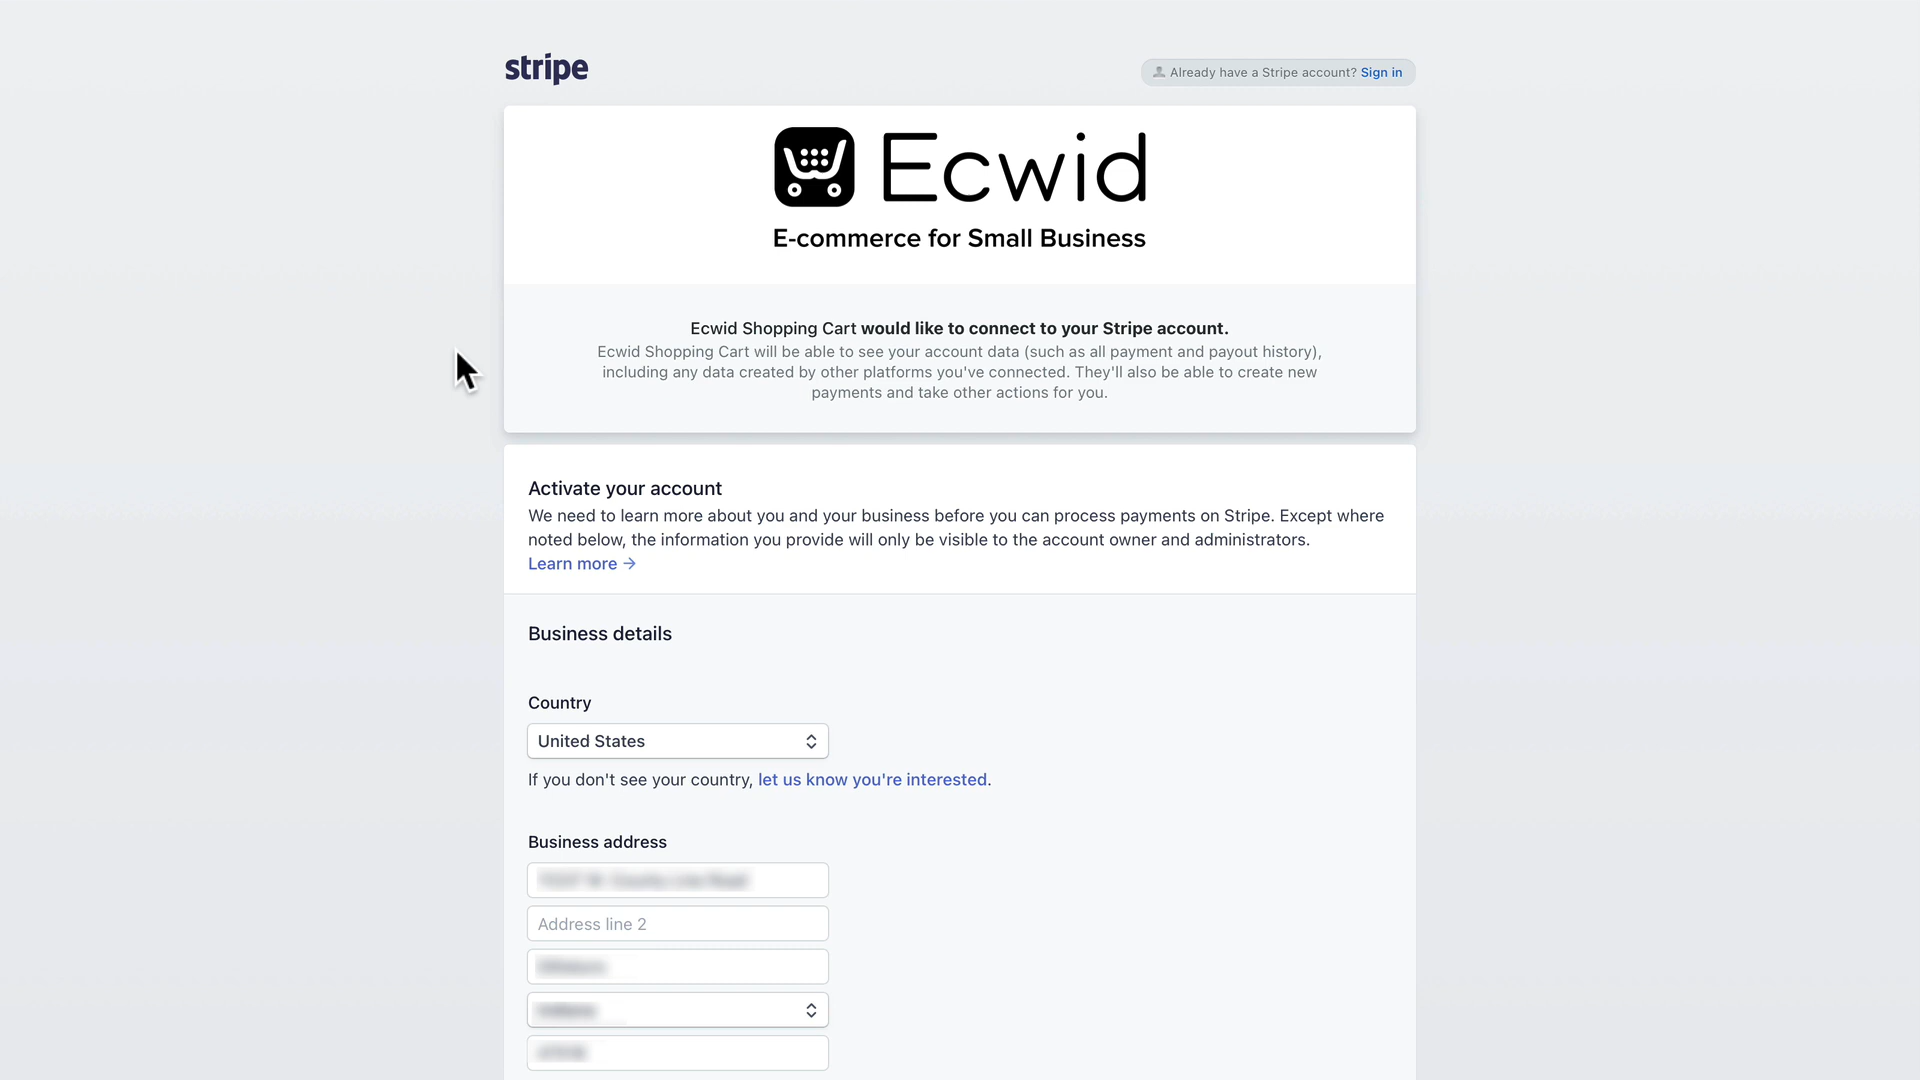 stripe
Already have a Stripe account? Sign in
Ecwid
E-commerce for Small Business
Ecwid Shopping Cart would like to connect to your Stripe account.
Ecwid Shopping Cart will be able to see your account data (such as all payment and payout history),
including any data created by other platforms you've connected. They'll also be able to create new
payments and take other actions for you.
Activate your account
We need to learn more about you and your business before you can process payments on Stripe. Except where
noted below, the information you provide will only be visible to the account owner and administrators.
Learn more →
Business details
Country
United States
If you don't see your country, let us know you're interested.
Business address
Address line 2